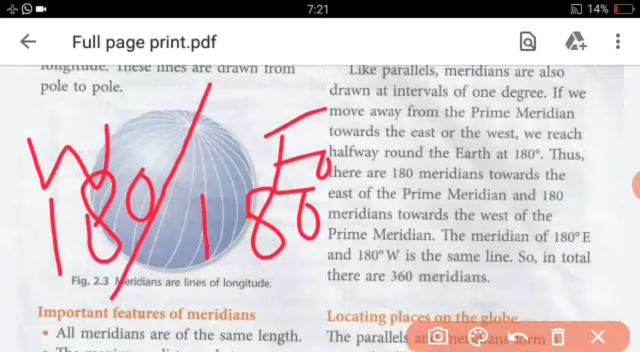 7:21
14%
Full page print.pdf
longitude. These lines are drawn from
pole to pole.
W E
180 180
Fig. 2.3 Meridians are lines of longitude.
Important features of meridians
• All meridians are of the same length.
Like parallels, meridians are also
drawn at intervals of one degree. If we
move away from the Prime Meridian
towards the east or the west, we reach
halfway round the Earth at 180°. Thus,
there are 180 meridians towards the
east of the Prime Meridian and 180
meridians towards the west of the
Prime Meridian. The meridian of 180°E
and 180°W is the same line. So, in total
there are 360 meridians.
Locating places on the globe
The parallels and meridians form